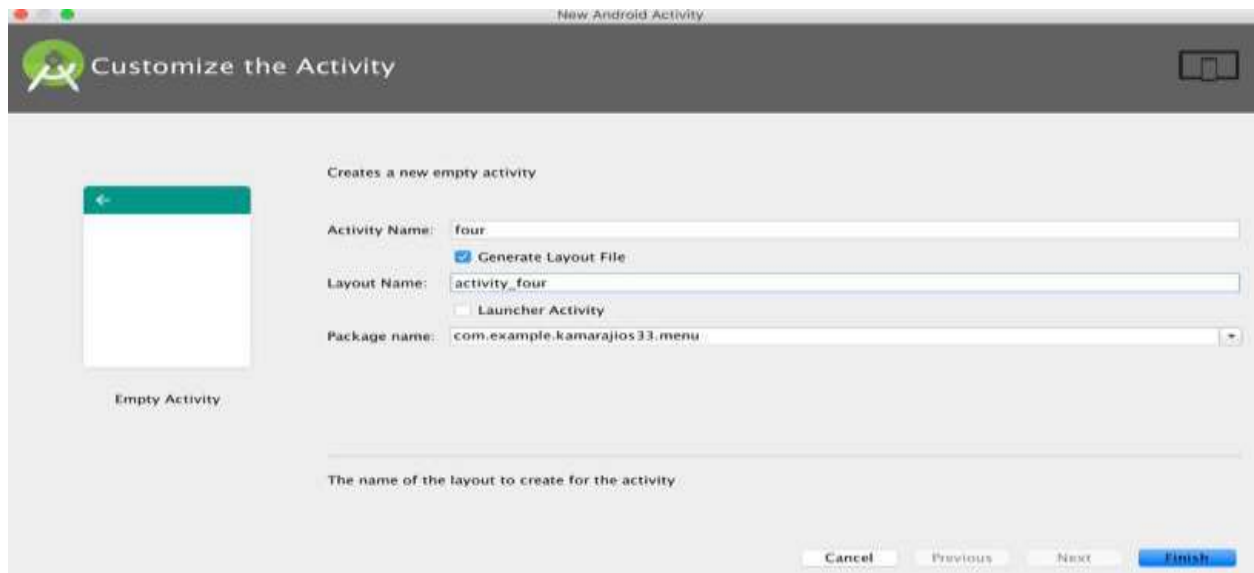 New Android Activity
Customize the Activity
Creates a new empty activity
Activity Name: four
Generate Layout File
Layout Name: activity_four
Launcher Activity
Package name: com.example.kamarajios33.menu
Empty Activity
The name of the layout to create for the activity
Cancel Previous Next Finish